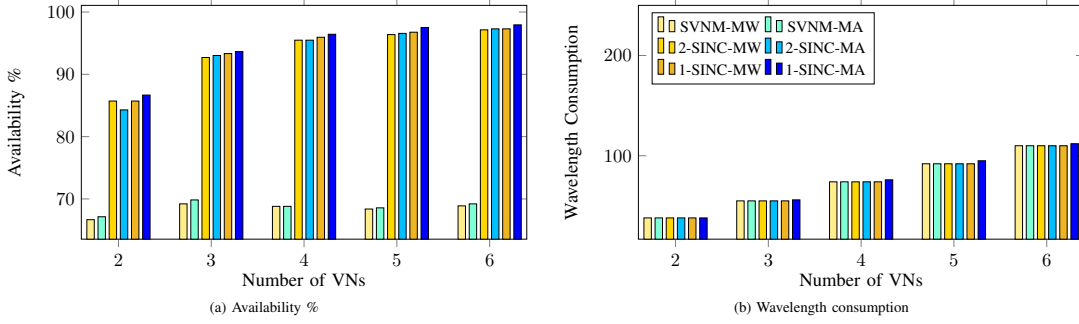 100
90
80
70
Availability %
2
3
4
5
6
Number of VNs
(a) Availability %
SVNM-MW
SVNM-MA
2-SINC-MW
2-SINC-MA
1-SINC-MW
1-SINC-MA
200
100
Wavelength Consumption
2
3
4
5
6
Number of VNs
(b) Wavelength consumption